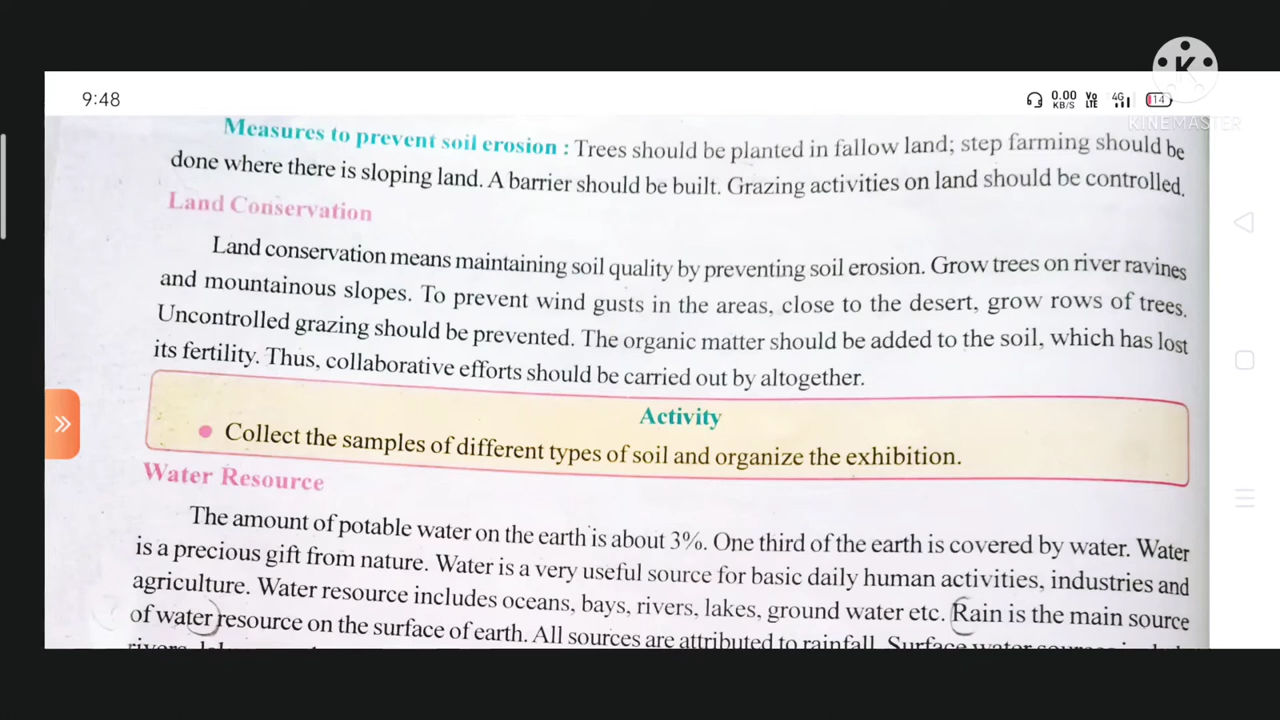 9:48
0.00 KB/S Vo LTE 4G 14
KINEMASTER
Measures to prevent soil erosion : Trees should be planted in fallow land; step farming should be
done where there is sloping land. A barrier should be built. Grazing activities on land should be controlled.
Land Conservation
Land conservation means maintaining soil quality by preventing soil erosion. Grow trees on river ravines
and mountainous slopes. To prevent wind gusts in the areas, close to the desert, grow rows of trees.
Uncontrolled grazing should be prevented. The organic matter should be added to the soil, which has lost
its fertility. Thus, collaborative efforts should be carried out by altogether.
Activity
• Collect the samples of different types of soil and organize the exhibition.
Water Resource
The amount of potable water on the earth is about 3%. One third of the earth is covered by water. Water
is a precious gift from nature. Water is a very useful source for basic daily human activities, industries and
agriculture. Water resource includes oceans, bays, rivers, lakes, ground water etc. (Rain is the main source
of water) resource on the surface of earth. All sources are attributed to rainfall. Surface water